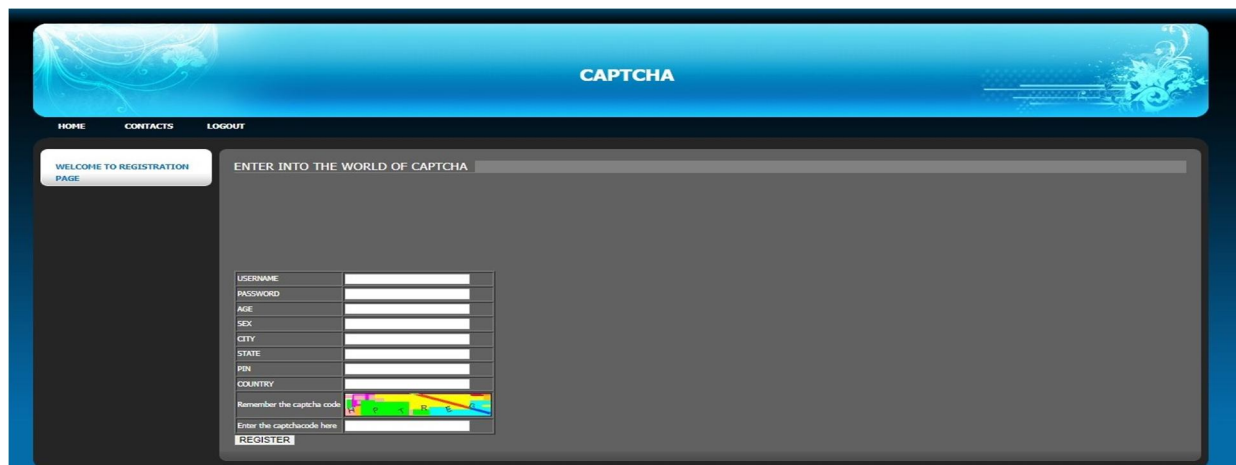 CAPTCHA
HOME CONTACTS LOGOUT
WELCOME TO REGISTRATION
PAGE
ENTER INTO THE WORLD OF CAPTCHA
USERNAME
PASSWORD
AGE
SEX
CITY
STATE
PIN
COUNTRY
Remember the captcha code
Enter the captchacode here
REGISTER